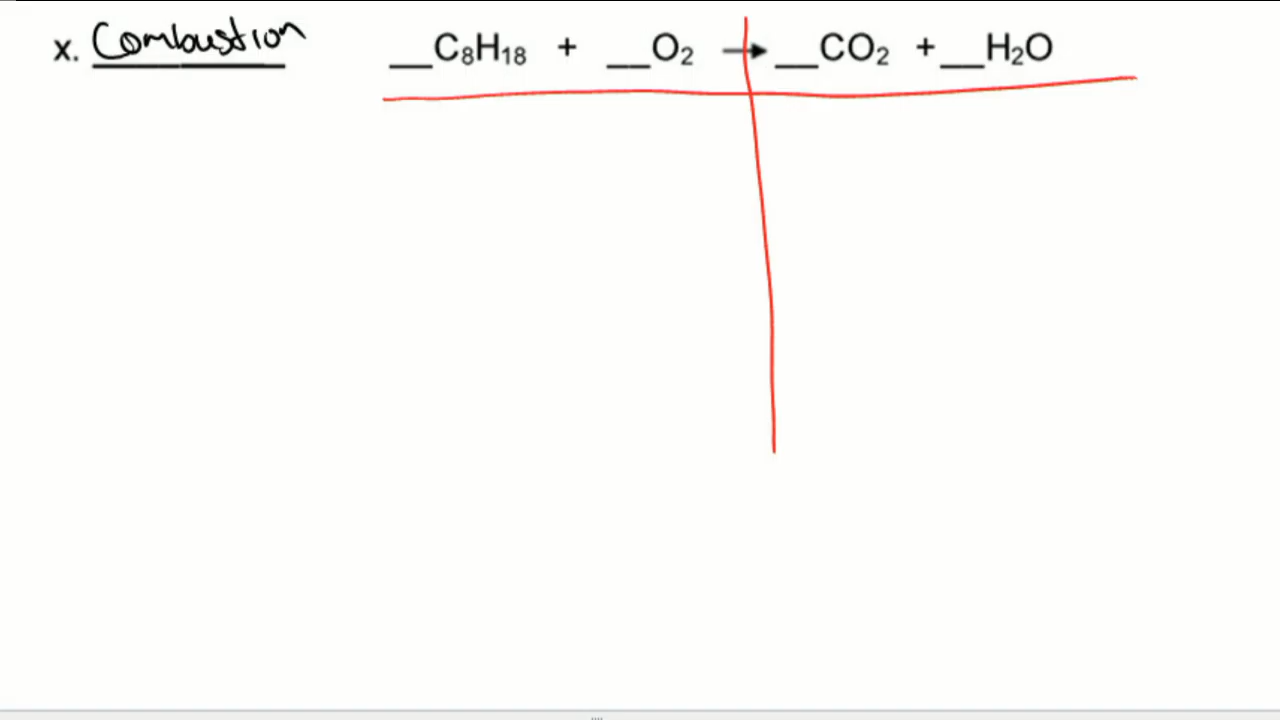 x. Combustion __C₈H₁₈ + __O₂ → __CO₂ + __H₂O